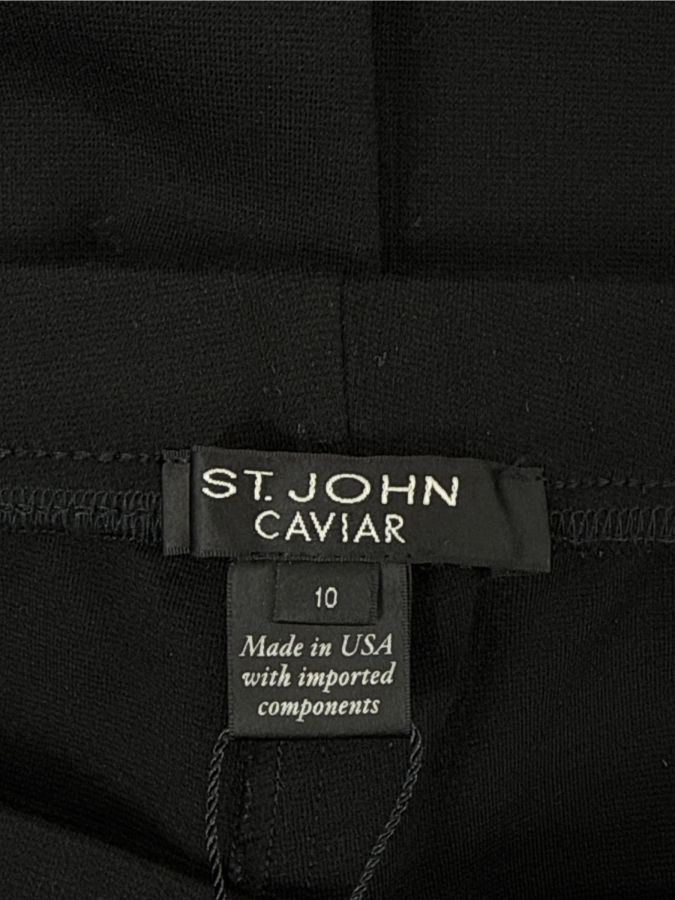 ST. JOHN
CAVIAR
10
Made in USA
with imported
components